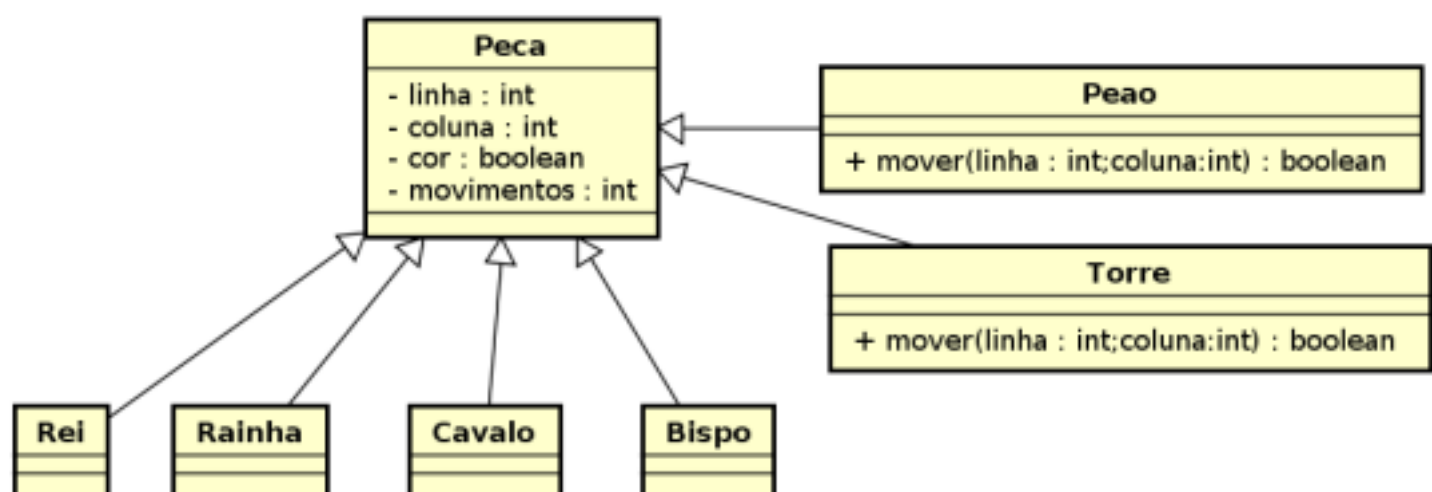 Peca
- linha : int
- coluna : int
- cor : boolean
- movimentos : int
Peao
+ mover(linha : int;coluna:int) : boolean
Torre
+ mover(linha : int;coluna:int) : boolean
Rei
Rainha
Cavalo
Bispo